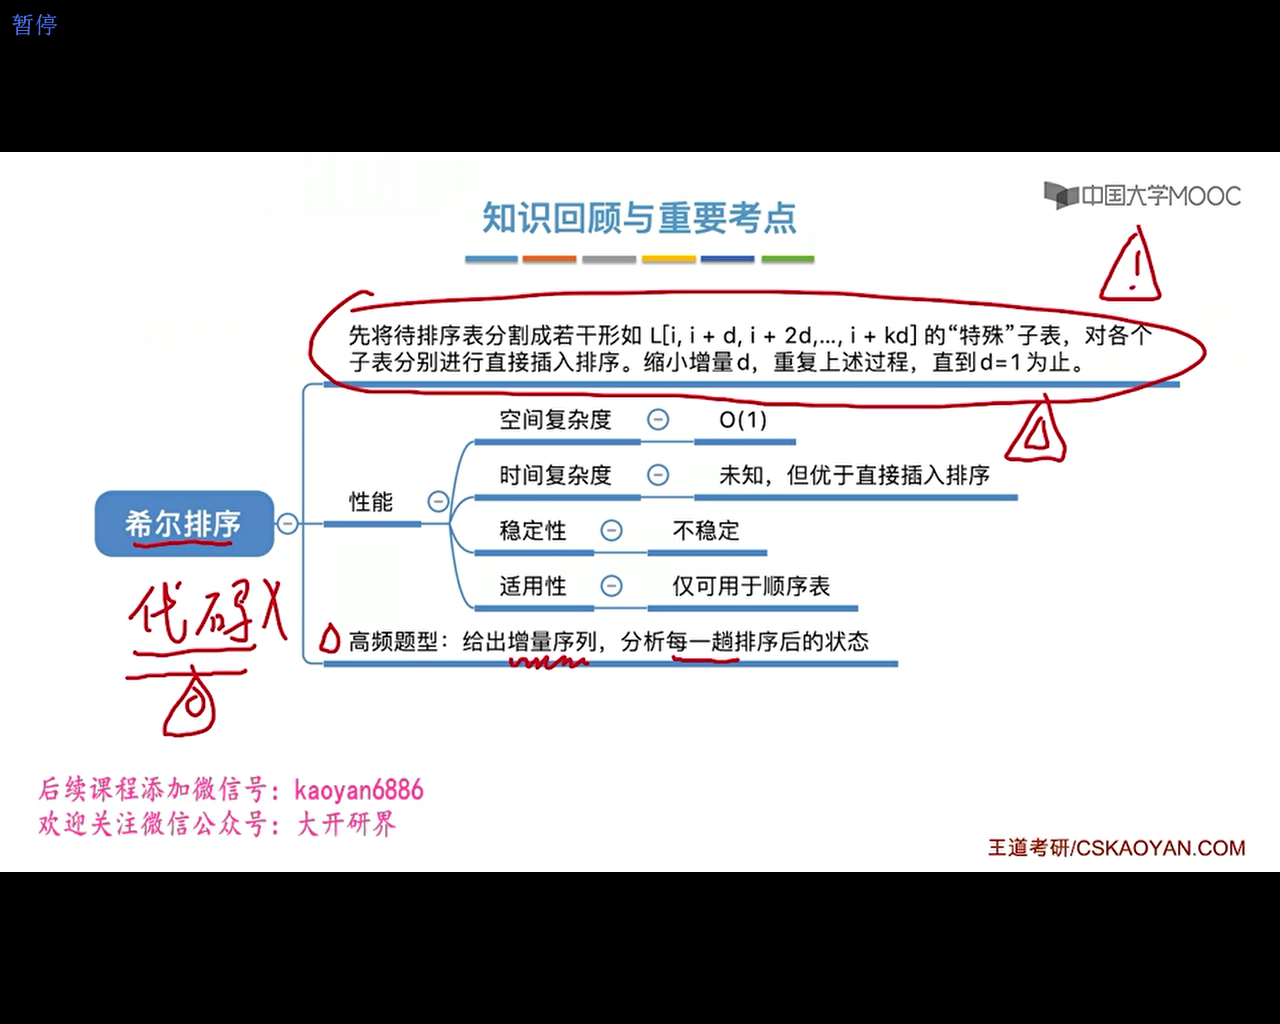 暂停
中国大学MOOC
知识回顾与重要考点
先将待排序表分割成若干形如 L[i, i + d, i + 2d,..., i + kd] 的“特殊”子表，对各个
子表分别进行直接插入排序。缩小增量 d，重复上述过程，直到 d=1 为止。
空间复杂度 O(1)
时间复杂度 未知，但优于直接插入排序
性能
希尔排序
稳定性 不稳定
适用性 仅可用于顺序表
代码X
高频题型：给出增量序列，分析每一趟排序后的状态
后续课程添加微信号：kaoyan6886
欢迎关注微信公众号：大开研界
王道考研/CSKAOYAN.COM